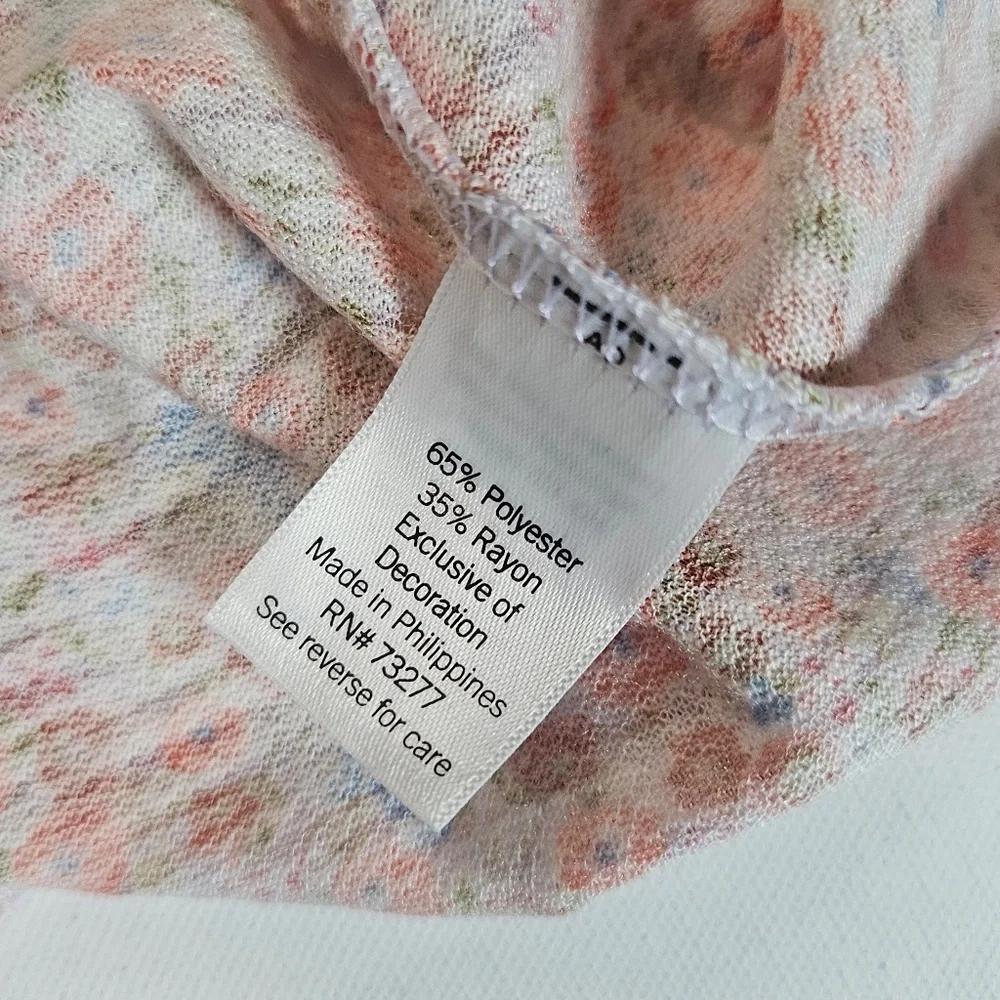 65% Polyester
35% Rayon
Exclusive of
Decoration
Made in Philippines
RN# 73277
See reverse for care